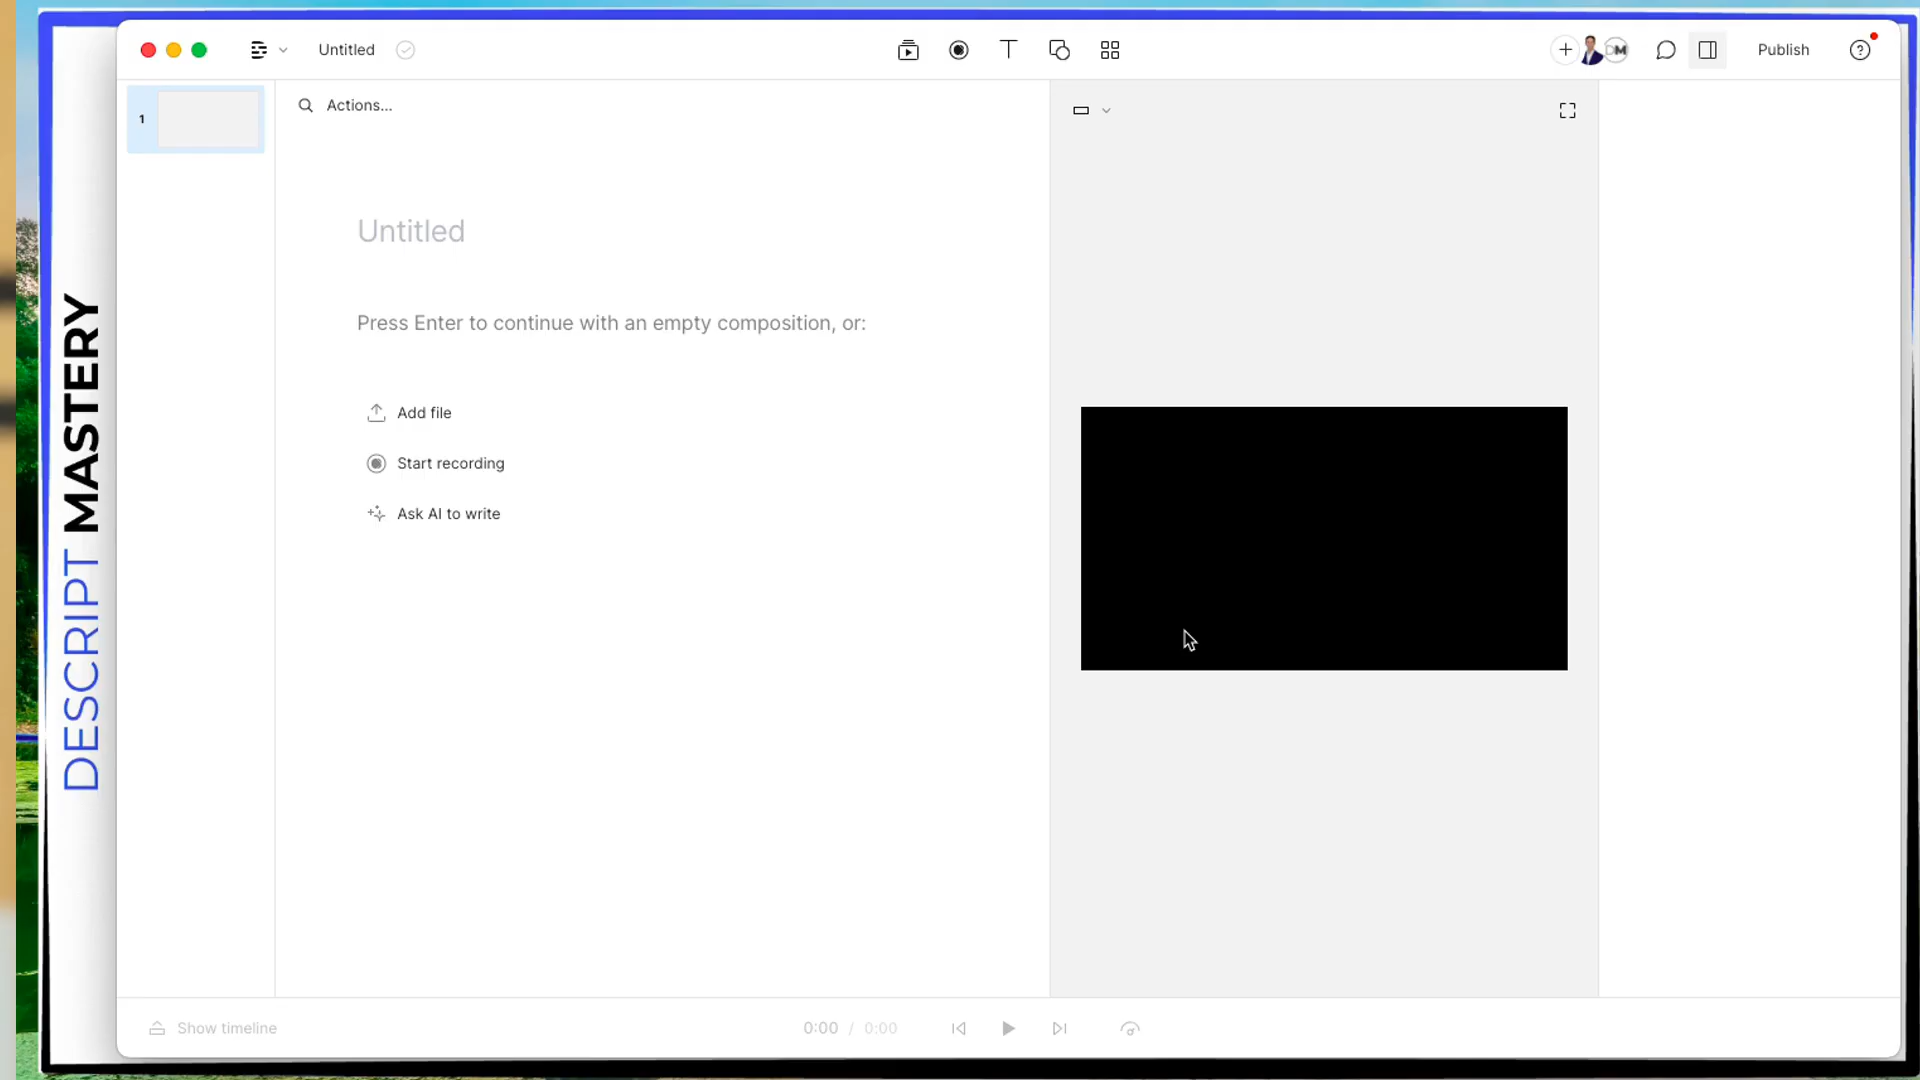 Untitled
DM
Publish
1
Actions...
Untitled
Press Enter to continue with an empty composition, or:
Add file
Start recording
Ask AI to write
DESCRIPT MASTERY
Show timeline
0:00 / 0:00